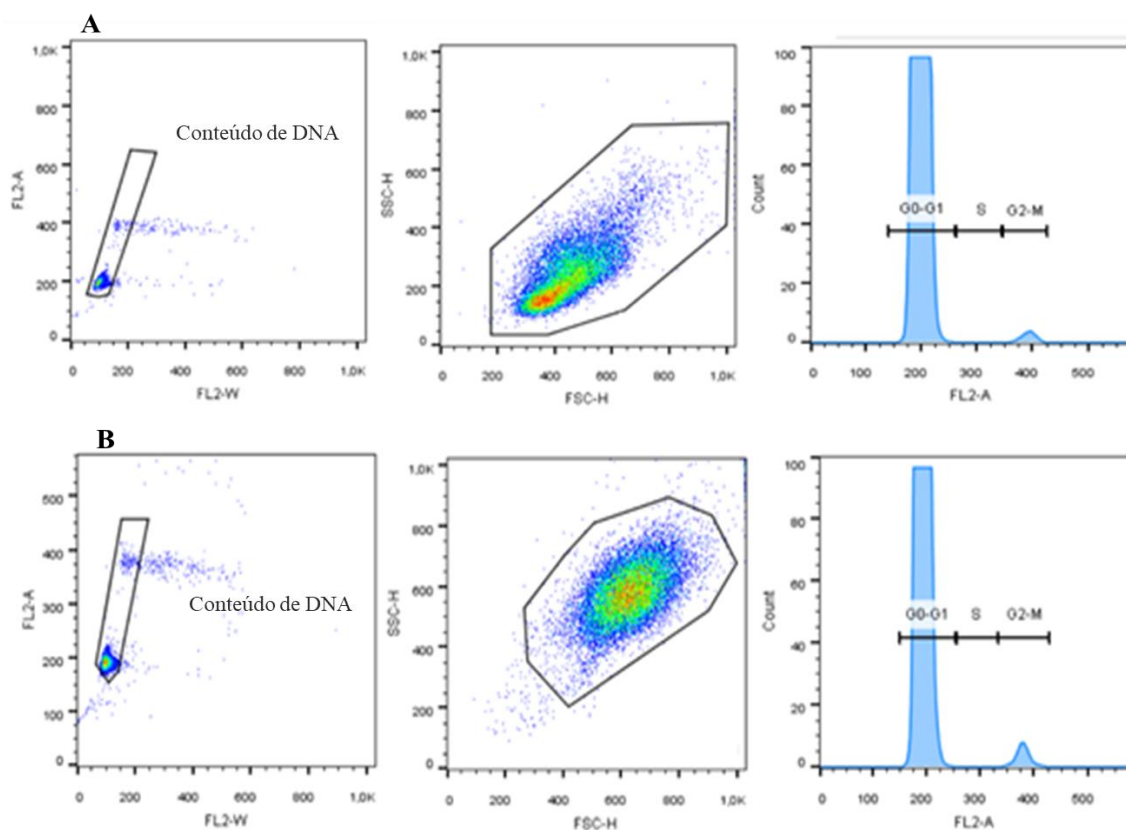 A
1,0K
800
600
400
200
0
FL2-A
Conteúdo de DNA
0 200 400 600 800 1,0K
FL2-W
1,0K
800
600
400
200
0
SSC-H
0 200 400 600 800 1,0K
FSC-H
100
80
60
40
20
0
Count
G0-G1 S G2-M
0 100 200 300 400 500
FL2-A
B
500
400
300
200
100
0
FL2-A
Conteúdo de DNA
0 200 400 600 800 1,0K
FL2-W
1,0K
800
600
400
200
0
SSC-H
0 200 400 600 800 1,0K
FSC-H
100
80
60
40
20
0
Count
G0-G1 S G2-M
0 100 200 300 400 500
FL2-A